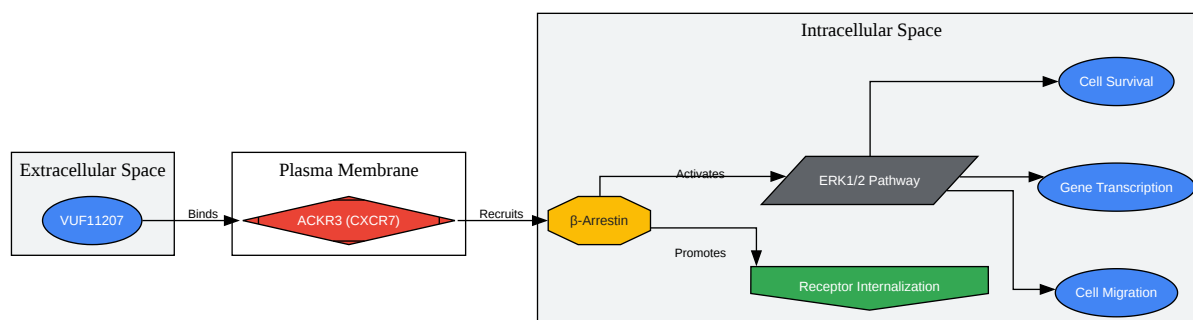 Intracellular Space
Cell Survival
Extracellular Space
Plasma Membrane
Activates
ERK1/2 Pathway
Gene Transcription
VUF11207
Binds
ACKR3 (CXCR7)
Recruits
β-Arrestin
Promotes
Receptor Internalization
Cell Migration